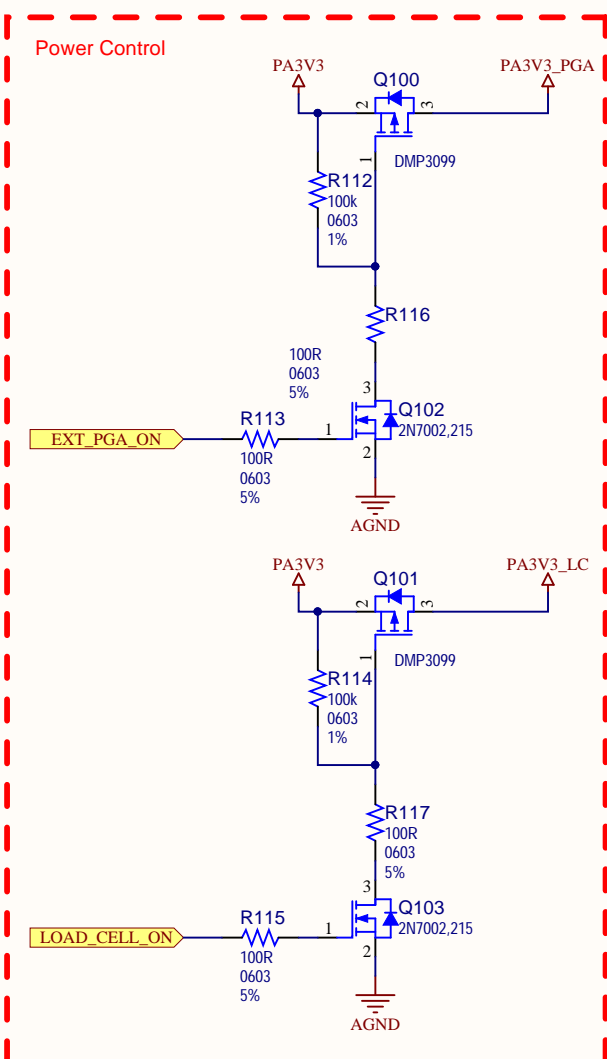 Power Control
PA3V3
Q100
PA3V3_PGA
2
3
1
DMP3099
R112
100k
0603
1%
R116
100R
0603
5%
3
Q102
2N7002,215
EXT_PGA_ON
R113
1
100R
0603
5%
2
AGND
PA3V3
Q101
PA3V3_LC
2
3
1
DMP3099
R114
100k
0603
1%
R117
100R
0603
5%
3
Q103
2N7002,215
LOAD_CELL_ON
R115
1
100R
0603
5%
2
AGND